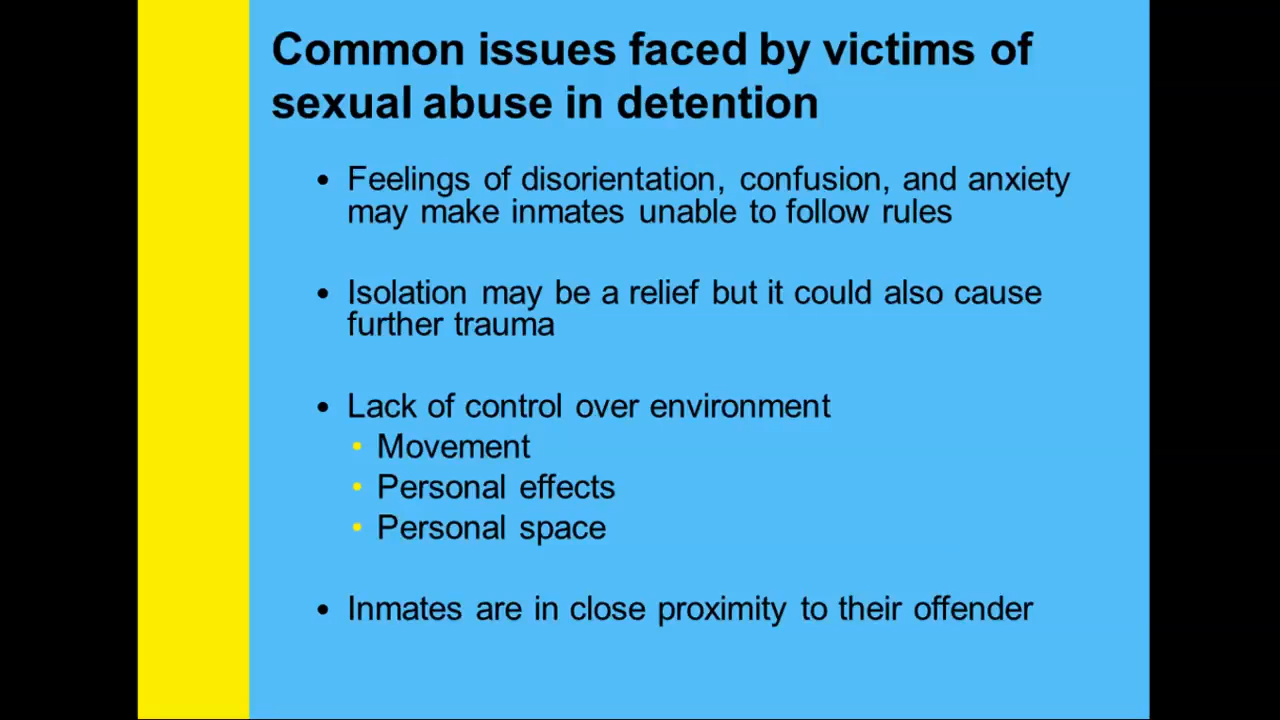 Common issues faced by victims of
sexual abuse in detention
• Feelings of disorientation, confusion, and anxiety
may make inmates unable to follow rules
• Isolation may be a relief but it could also cause
further trauma
• Lack of control over environment
• Movement
• Personal effects
• Personal space
• Inmates are in close proximity to their offender